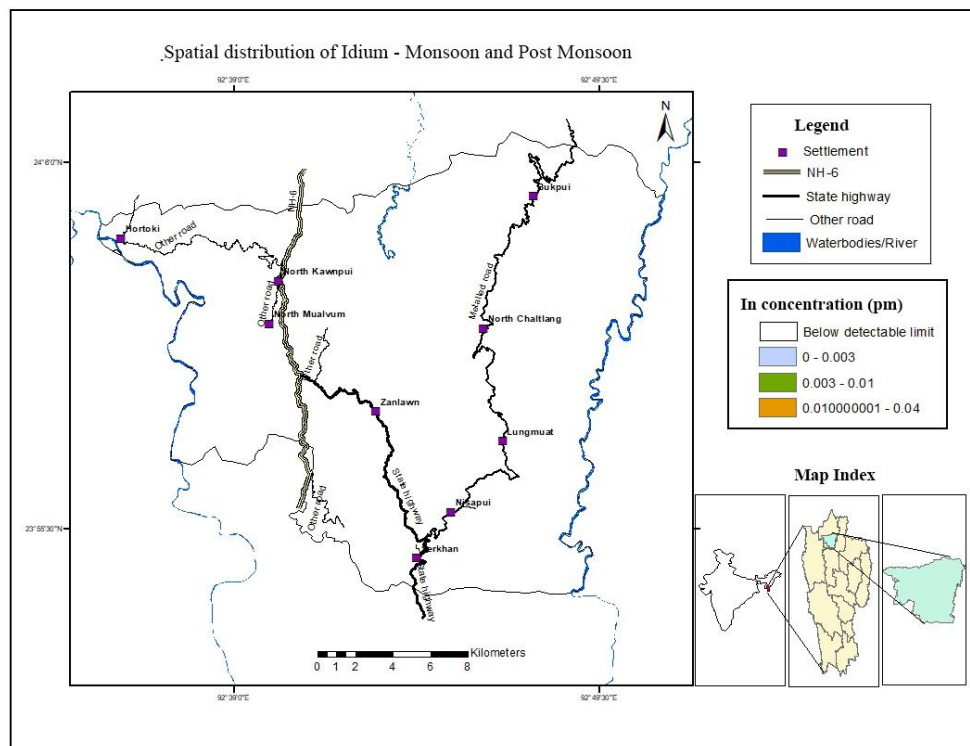 Spatial distribution of Idium - Monsoon and Post Monsoon
92°39'0"E
92°49'30"E
N
24°6'0"N
Bukpui
NH-6
Hortoki
Other road
North Kawnpui
Other road
North Mualvum
Metalled road
North Chaltlang
Other road
Zanlawn
Lungmuat
State highway
Other road
Nisapui
23°55'30"N
Serkhan
State highway
Kilometers
0 1 2 4 6 8
92°39'0"E
92°49'30"E
Legend
Settlement
NH-6
State highway
Other road
Waterbodies/River
In concentration (pm)
Below detectable limit
0 - 0.003
0.003 - 0.01
0.010000001 - 0.04
Map Index